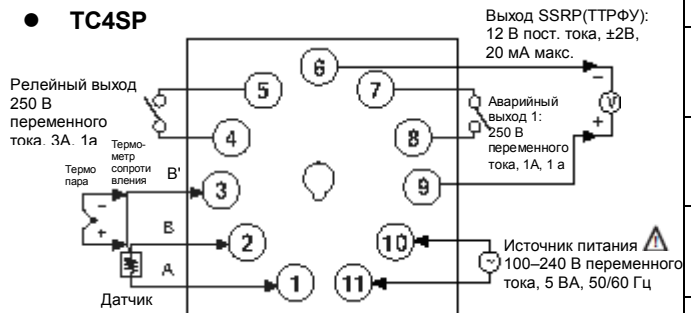 ● TC4SP
Выход SSRP(ТТРФУ):
12 В пост. тока, ±2В,
20 мА макс.
Релейный выход
250 В
переменного
тока, 3А, 1а
5
4
6
7
8
Аварийный
выход 1:
250 В
переменного
тока, 1А, 1 а
−
V
+
Термо
пара
Термо-
метр
сопроти
вления
−
+
B'
B
A
Датчик
3
2
1
9
10
11
~
Источник питания
100–240 В переменного
тока, 5 ВА, 50/60 Гц